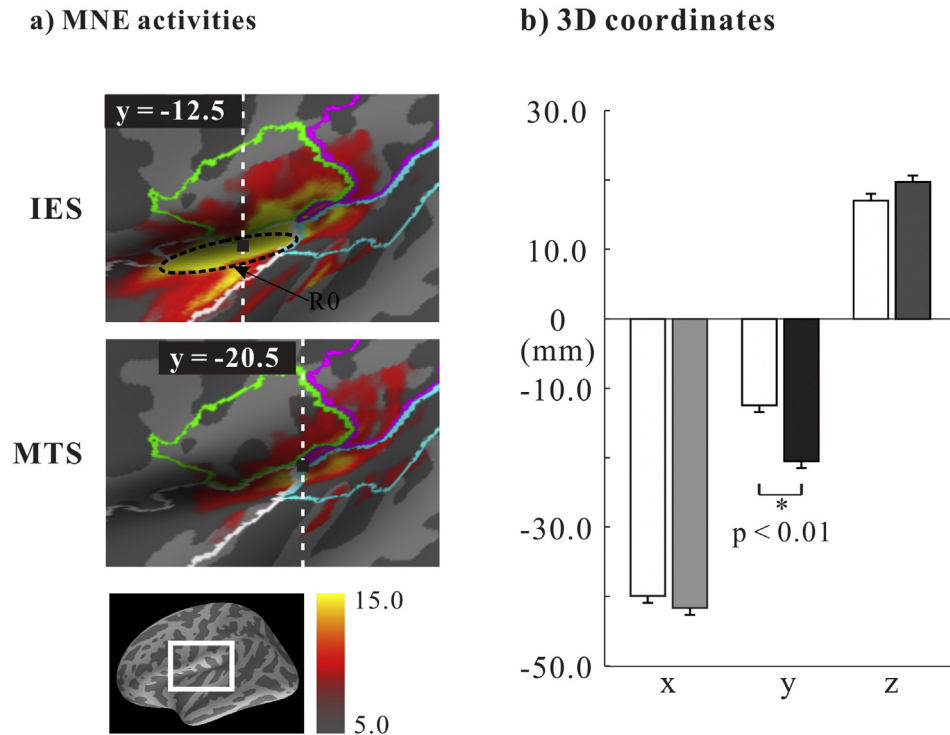 a) MNE activities
y = -12.5
IES
R0
y = -20.5
MTS
15.0
5.0
b) 3D coordinates
30.0
10.0
0
(mm)
-10.0
-30.0
-50.0
*
p < 0.01
x y z